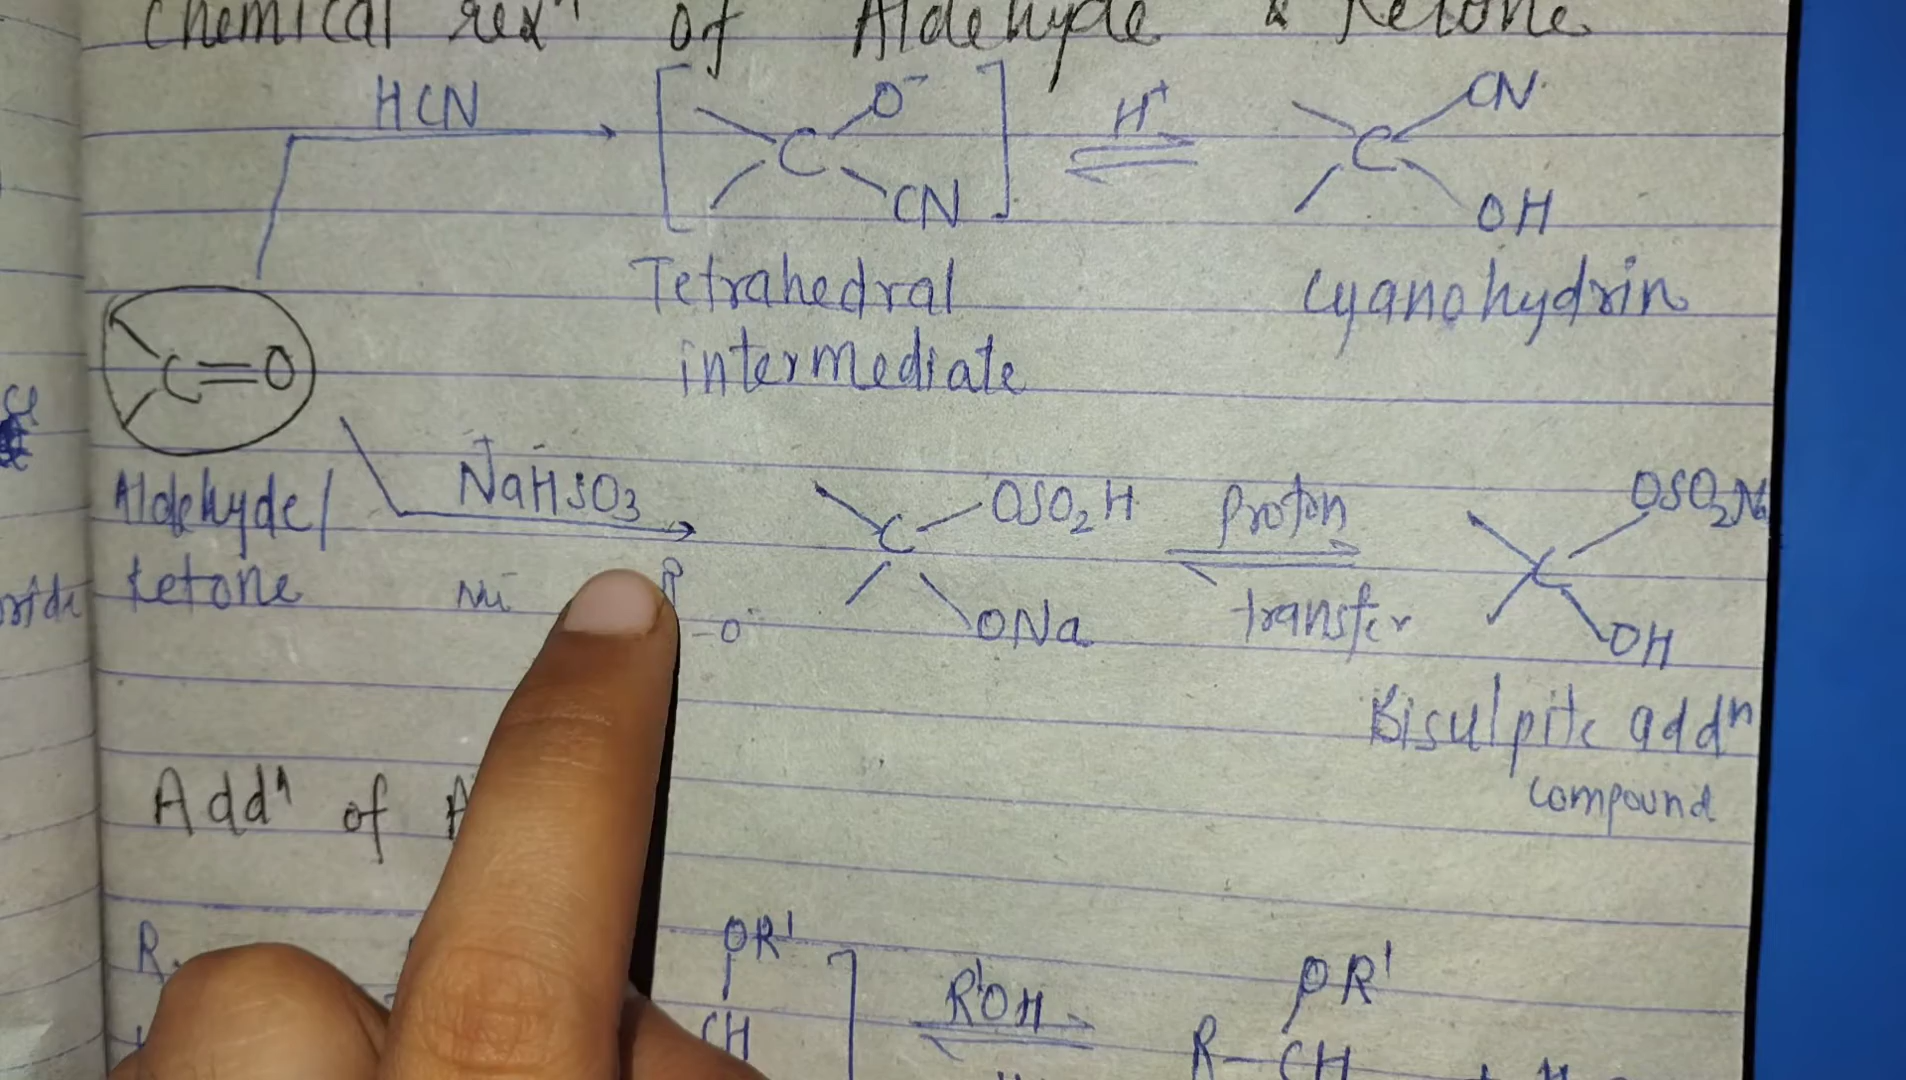 Chemical rexn of Aldehyde & Ketone
HCN
O-
C
CN
H+
CN
C
OH
Tetrahedral
intermediate
Cyanohydrin
C=O
Aldehyde/
Ketone
NaHSO3
+ -
C
OSO2H
ONa
Proton
transfer
OSO2Na
C
OH
-O-
Bisulpite addn
compound
Addn of
R
OR'
CH
R'OH
OR'
R-CH
+